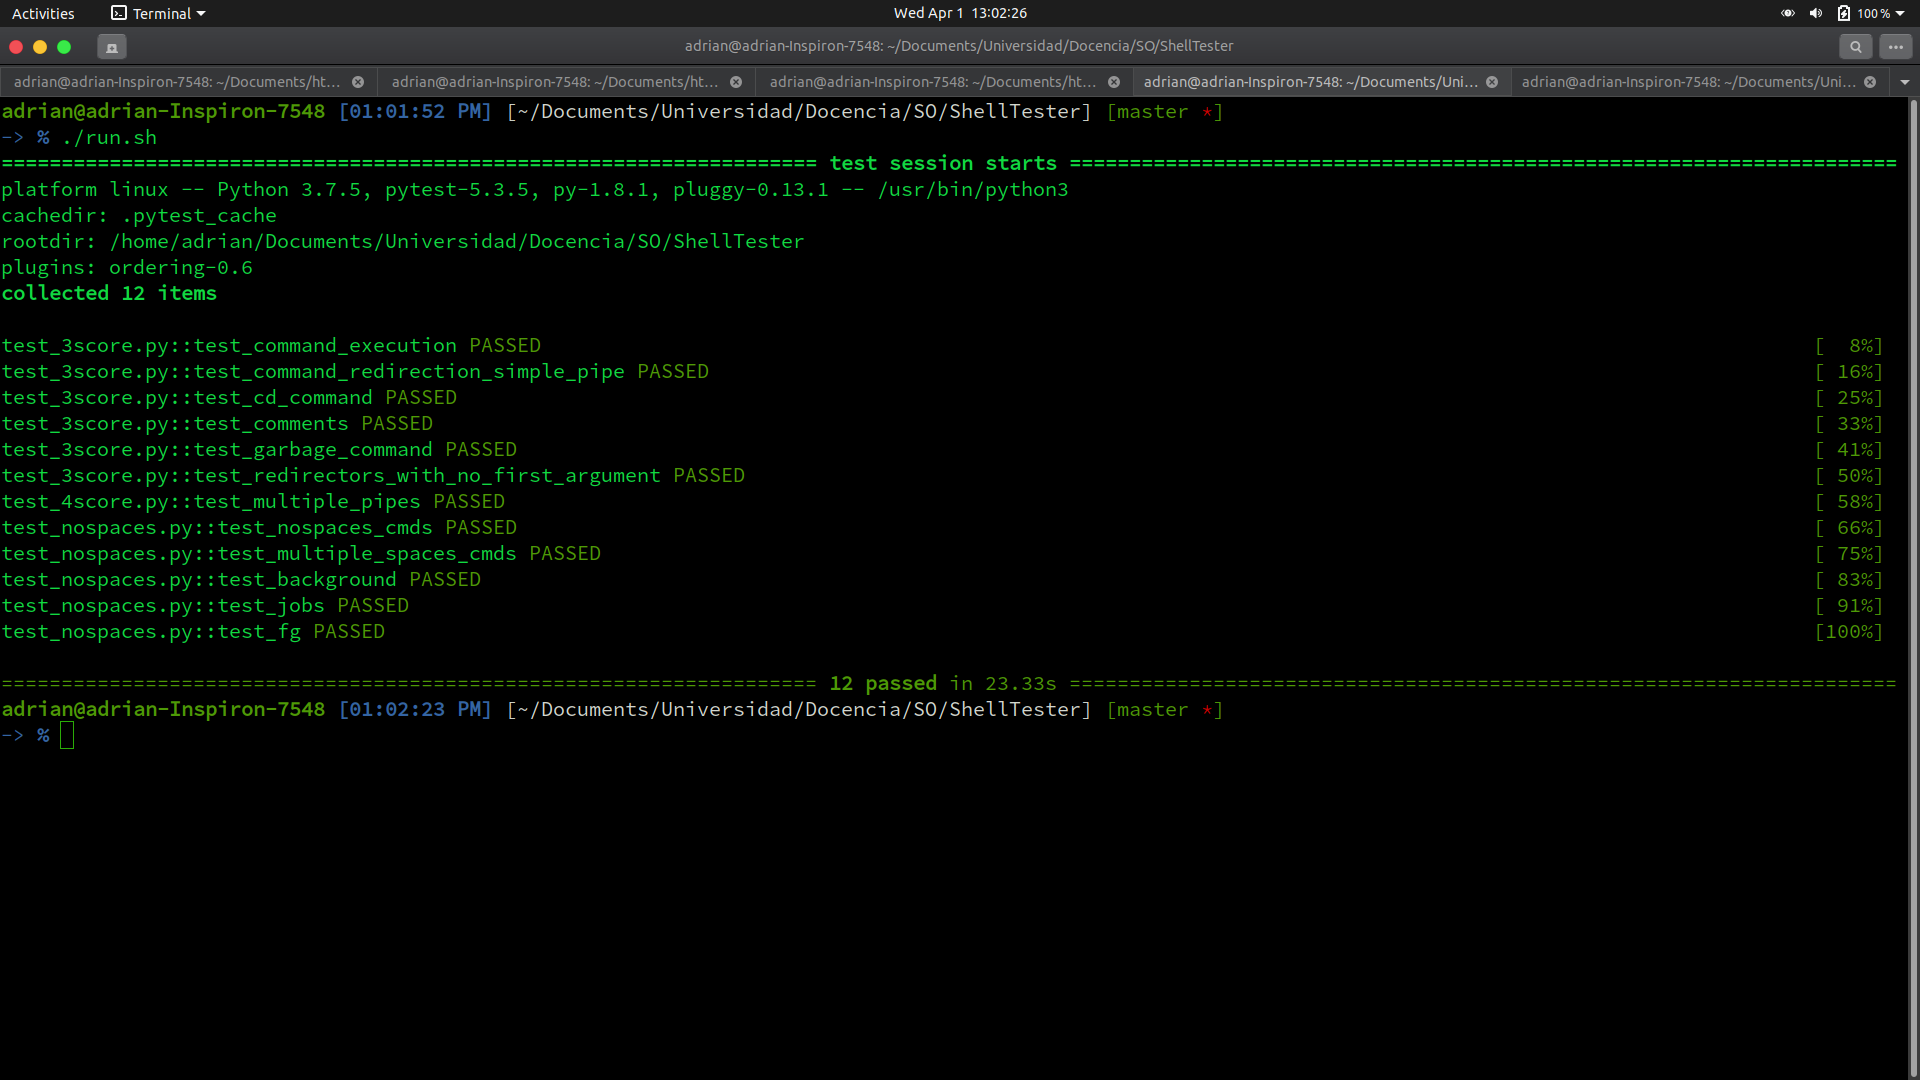 Activities Terminal Wed Apr 1 13:02:26 100 %
adrian@adrian-Inspiron-7548: ~/Documents/Universidad/Docencia/SO/ShellTester
adrian@adrian-Inspiron-7548: ~/Documents/ht… adrian@adrian-Inspiron-7548: ~/Documents/ht… adrian@adrian-Inspiron-7548: ~/Documents/ht… adrian@adrian-Inspiron-7548: ~/Documents/Uni… adrian@adrian-Inspiron-7548: ~/Documents/Uni…
adrian@adrian-Inspiron-7548 [01:01:52 PM] [~/Documents/Universidad/Docencia/SO/ShellTester] [master *]
-> % ./run.sh
==================================================================== test session starts =====================================================================
platform linux -- Python 3.7.5, pytest-5.3.5, py-1.8.1, pluggy-0.13.1 -- /usr/bin/python3
cachedir: .pytest_cache
rootdir: /home/adrian/Documents/Universidad/Docencia/SO/ShellTester
plugins: ordering-0.6
collected 12 items
test_3score.py::test_command_execution PASSED [  8%]
test_3score.py::test_command_redirection_simple_pipe PASSED [ 16%]
test_3score.py::test_cd_command PASSED [ 25%]
test_3score.py::test_comments PASSED [ 33%]
test_3score.py::test_garbage_command PASSED [ 41%]
test_3score.py::test_redirectors_with_no_first_argument PASSED [ 50%]
test_4score.py::test_multiple_pipes PASSED [ 58%]
test_nospaces.py::test_nospaces_cmds PASSED [ 66%]
test_nospaces.py::test_multiple_spaces_cmds PASSED [ 75%]
test_nospaces.py::test_background PASSED [ 83%]
test_nospaces.py::test_jobs PASSED [ 91%]
test_nospaces.py::test_fg PASSED [100%]
==================================================================== 12 passed in 23.33s =====================================================================
adrian@adrian-Inspiron-7548 [01:02:23 PM] [~/Documents/Universidad/Docencia/SO/ShellTester] [master *]
-> %